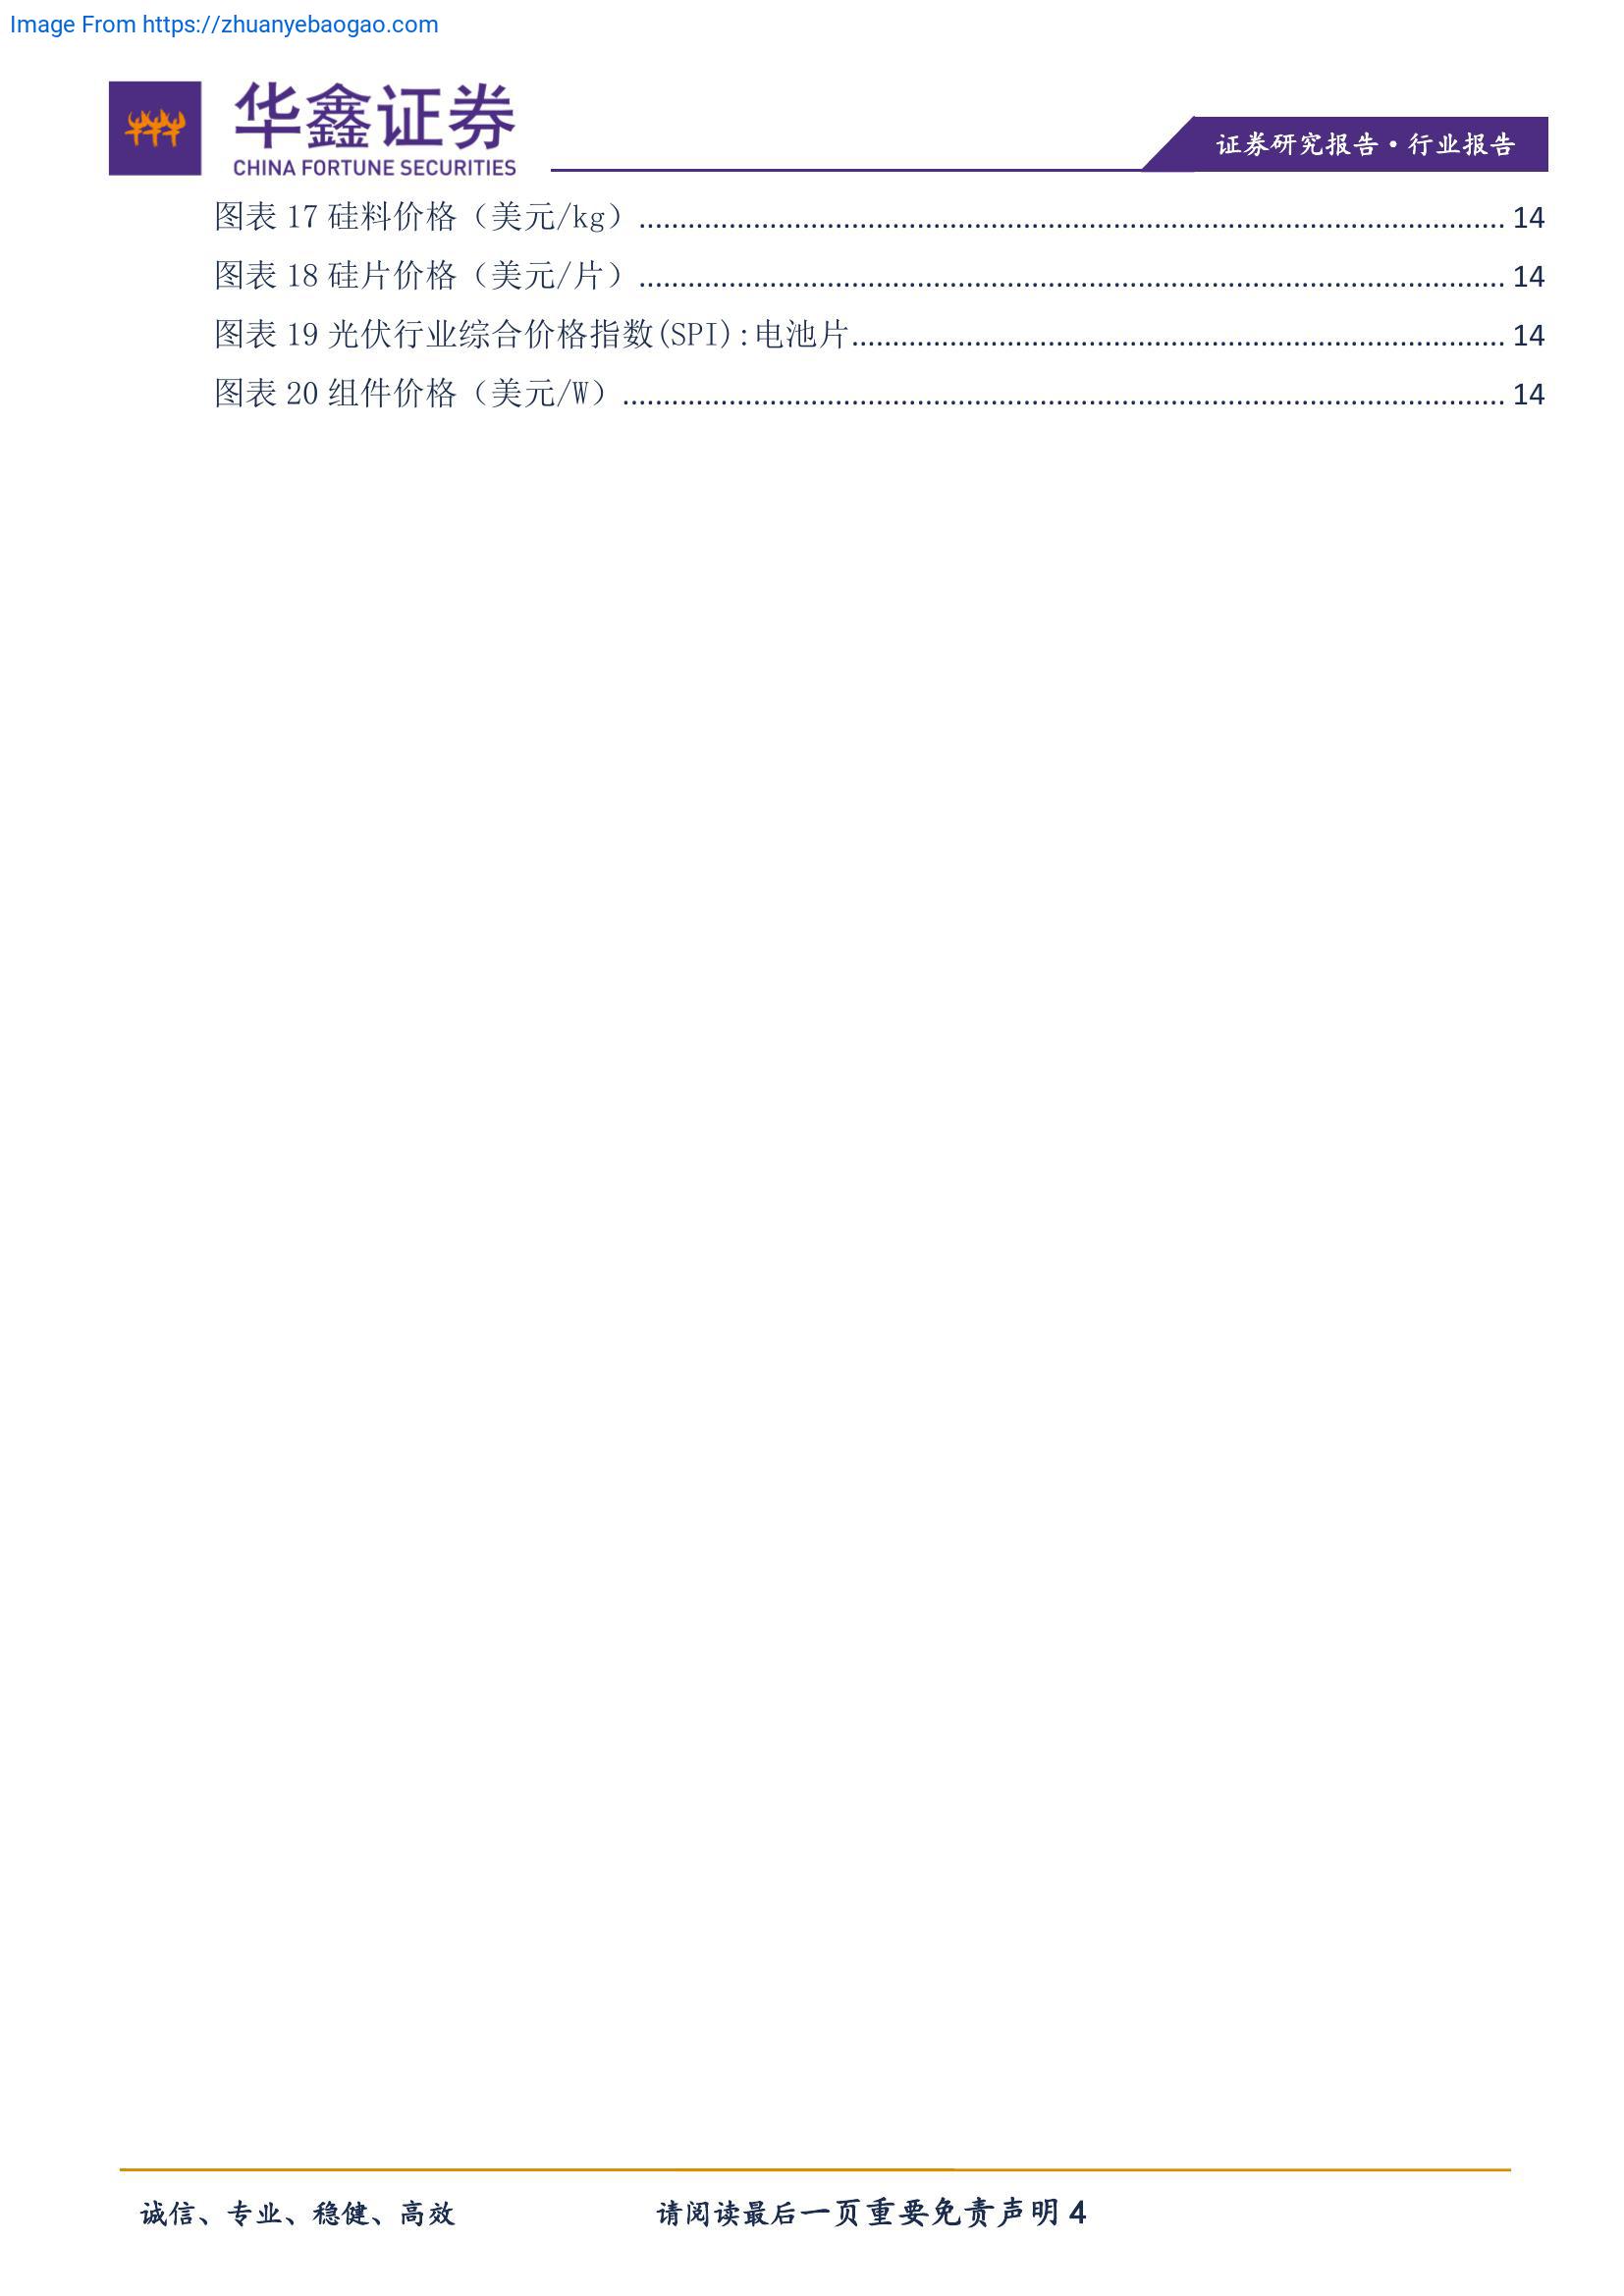 Image From https://zhuanyebaogao.com
华鑫证券
CHINA FORTUNE SECURITIES
证券研究报告·行业报告
图表 17 硅料价格（美元/kg）........................................ 14
图表 18 硅片价格（美元/片）........................................ 14
图表 19 光伏行业综合价格指数(SPI):电池片........................................ 14
图表 20 组件价格（美元/W）........................................ 14
诚信、专业、稳健、高效
请阅读最后一页重要免责声明 4